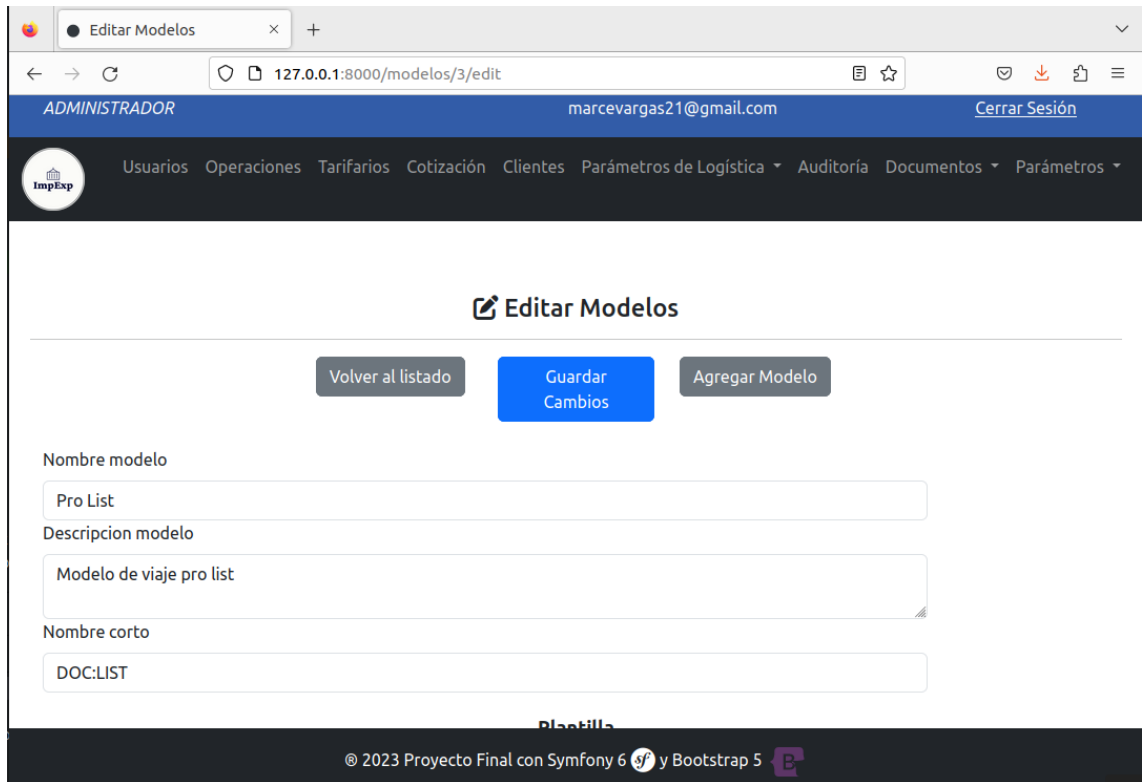 Editar Modelos
127.0.0.1:8000/modelos/3/edit
ADMINISTRADOR marcevargas21@gmail.com Cerrar Sesión
ImpExp Usuarios Operaciones Tarifarios Cotización Clientes Parámetros de Logística Auditoría Documentos Parámetros
Editar Modelos
Volver al listado Guardar Cambios Agregar Modelo
Nombre modelo
Pro List
Descripcion modelo
Modelo de viaje pro list
Nombre corto
DOC:LIST
Plantilla
® 2023 Proyecto Final con Symfony 6 sf y Bootstrap 5 B